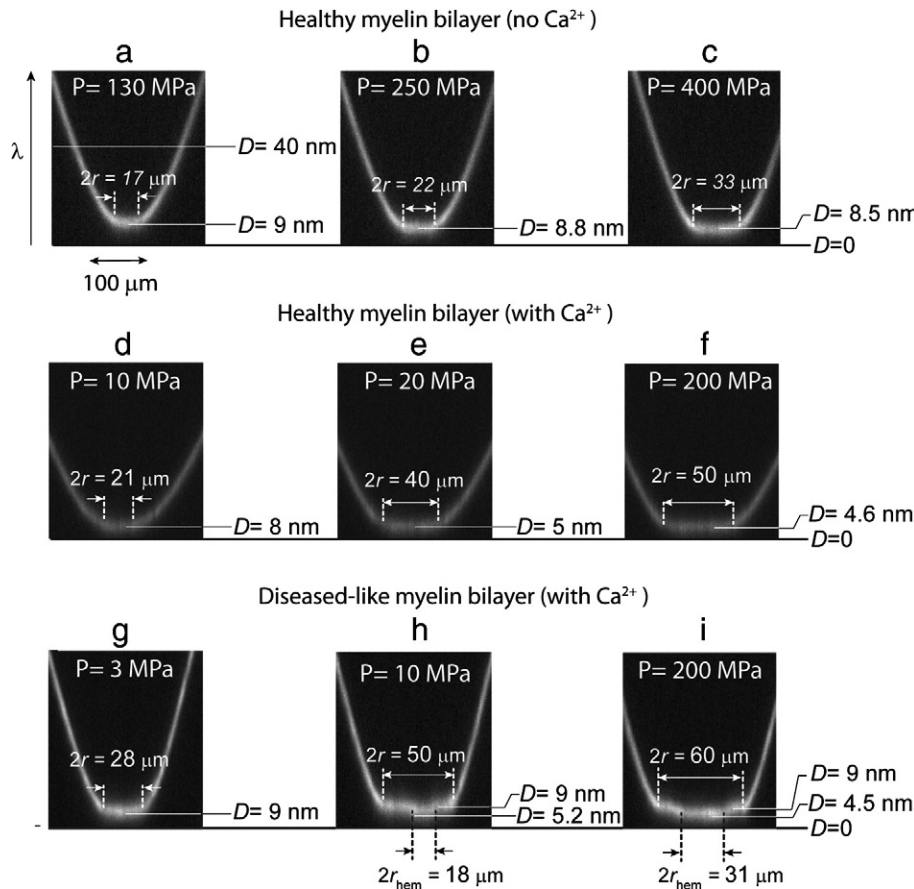 Healthy myelin bilayer (no Ca²⁺)
a b c
P= 130 MPa P= 250 MPa P= 400 MPa
λ
D= 40 nm
2r = 17 μm 2r = 22 μm 2r = 33 μm
D= 9 nm D= 8.8 nm D= 8.5 nm
D=0
100 μm
Healthy myelin bilayer (with Ca²⁺ )
d e f
P= 10 MPa P= 20 MPa P= 200 MPa
2r = 21 μm 2r = 40 μm 2r = 50 μm
D= 8 nm D= 5 nm D= 4.6 nm
D=0
Diseased-like myelin bilayer (with Ca²⁺ )
g h i
P= 3 MPa P= 10 MPa P= 200 MPa
2r = 28 μm 2r = 50 μm 2r = 60 μm
D= 9 nm D= 9 nm D= 9 nm
D= 5.2 nm D= 4.5 nm
D=0
2r_hem = 18 μm 2r_hem = 31 μm